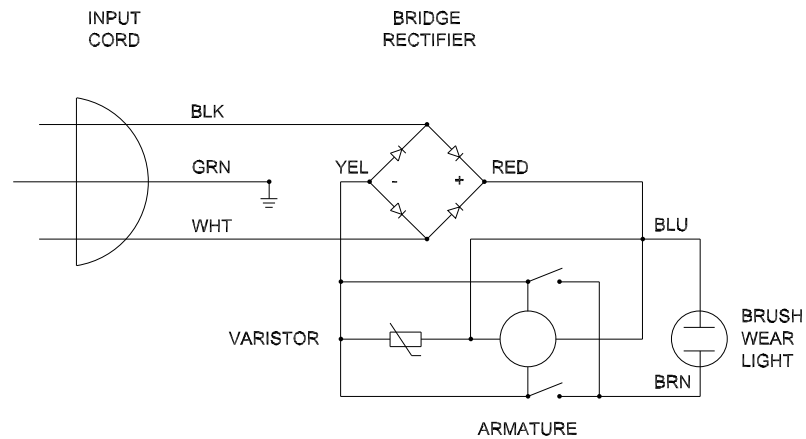 INPUT
CORD
BRIDGE
RECTIFIER
BLK
GRN
YEL
-
+
RED
WHT
BLU
VARISTOR
BRUSH
WEAR
LIGHT
BRN
ARMATURE